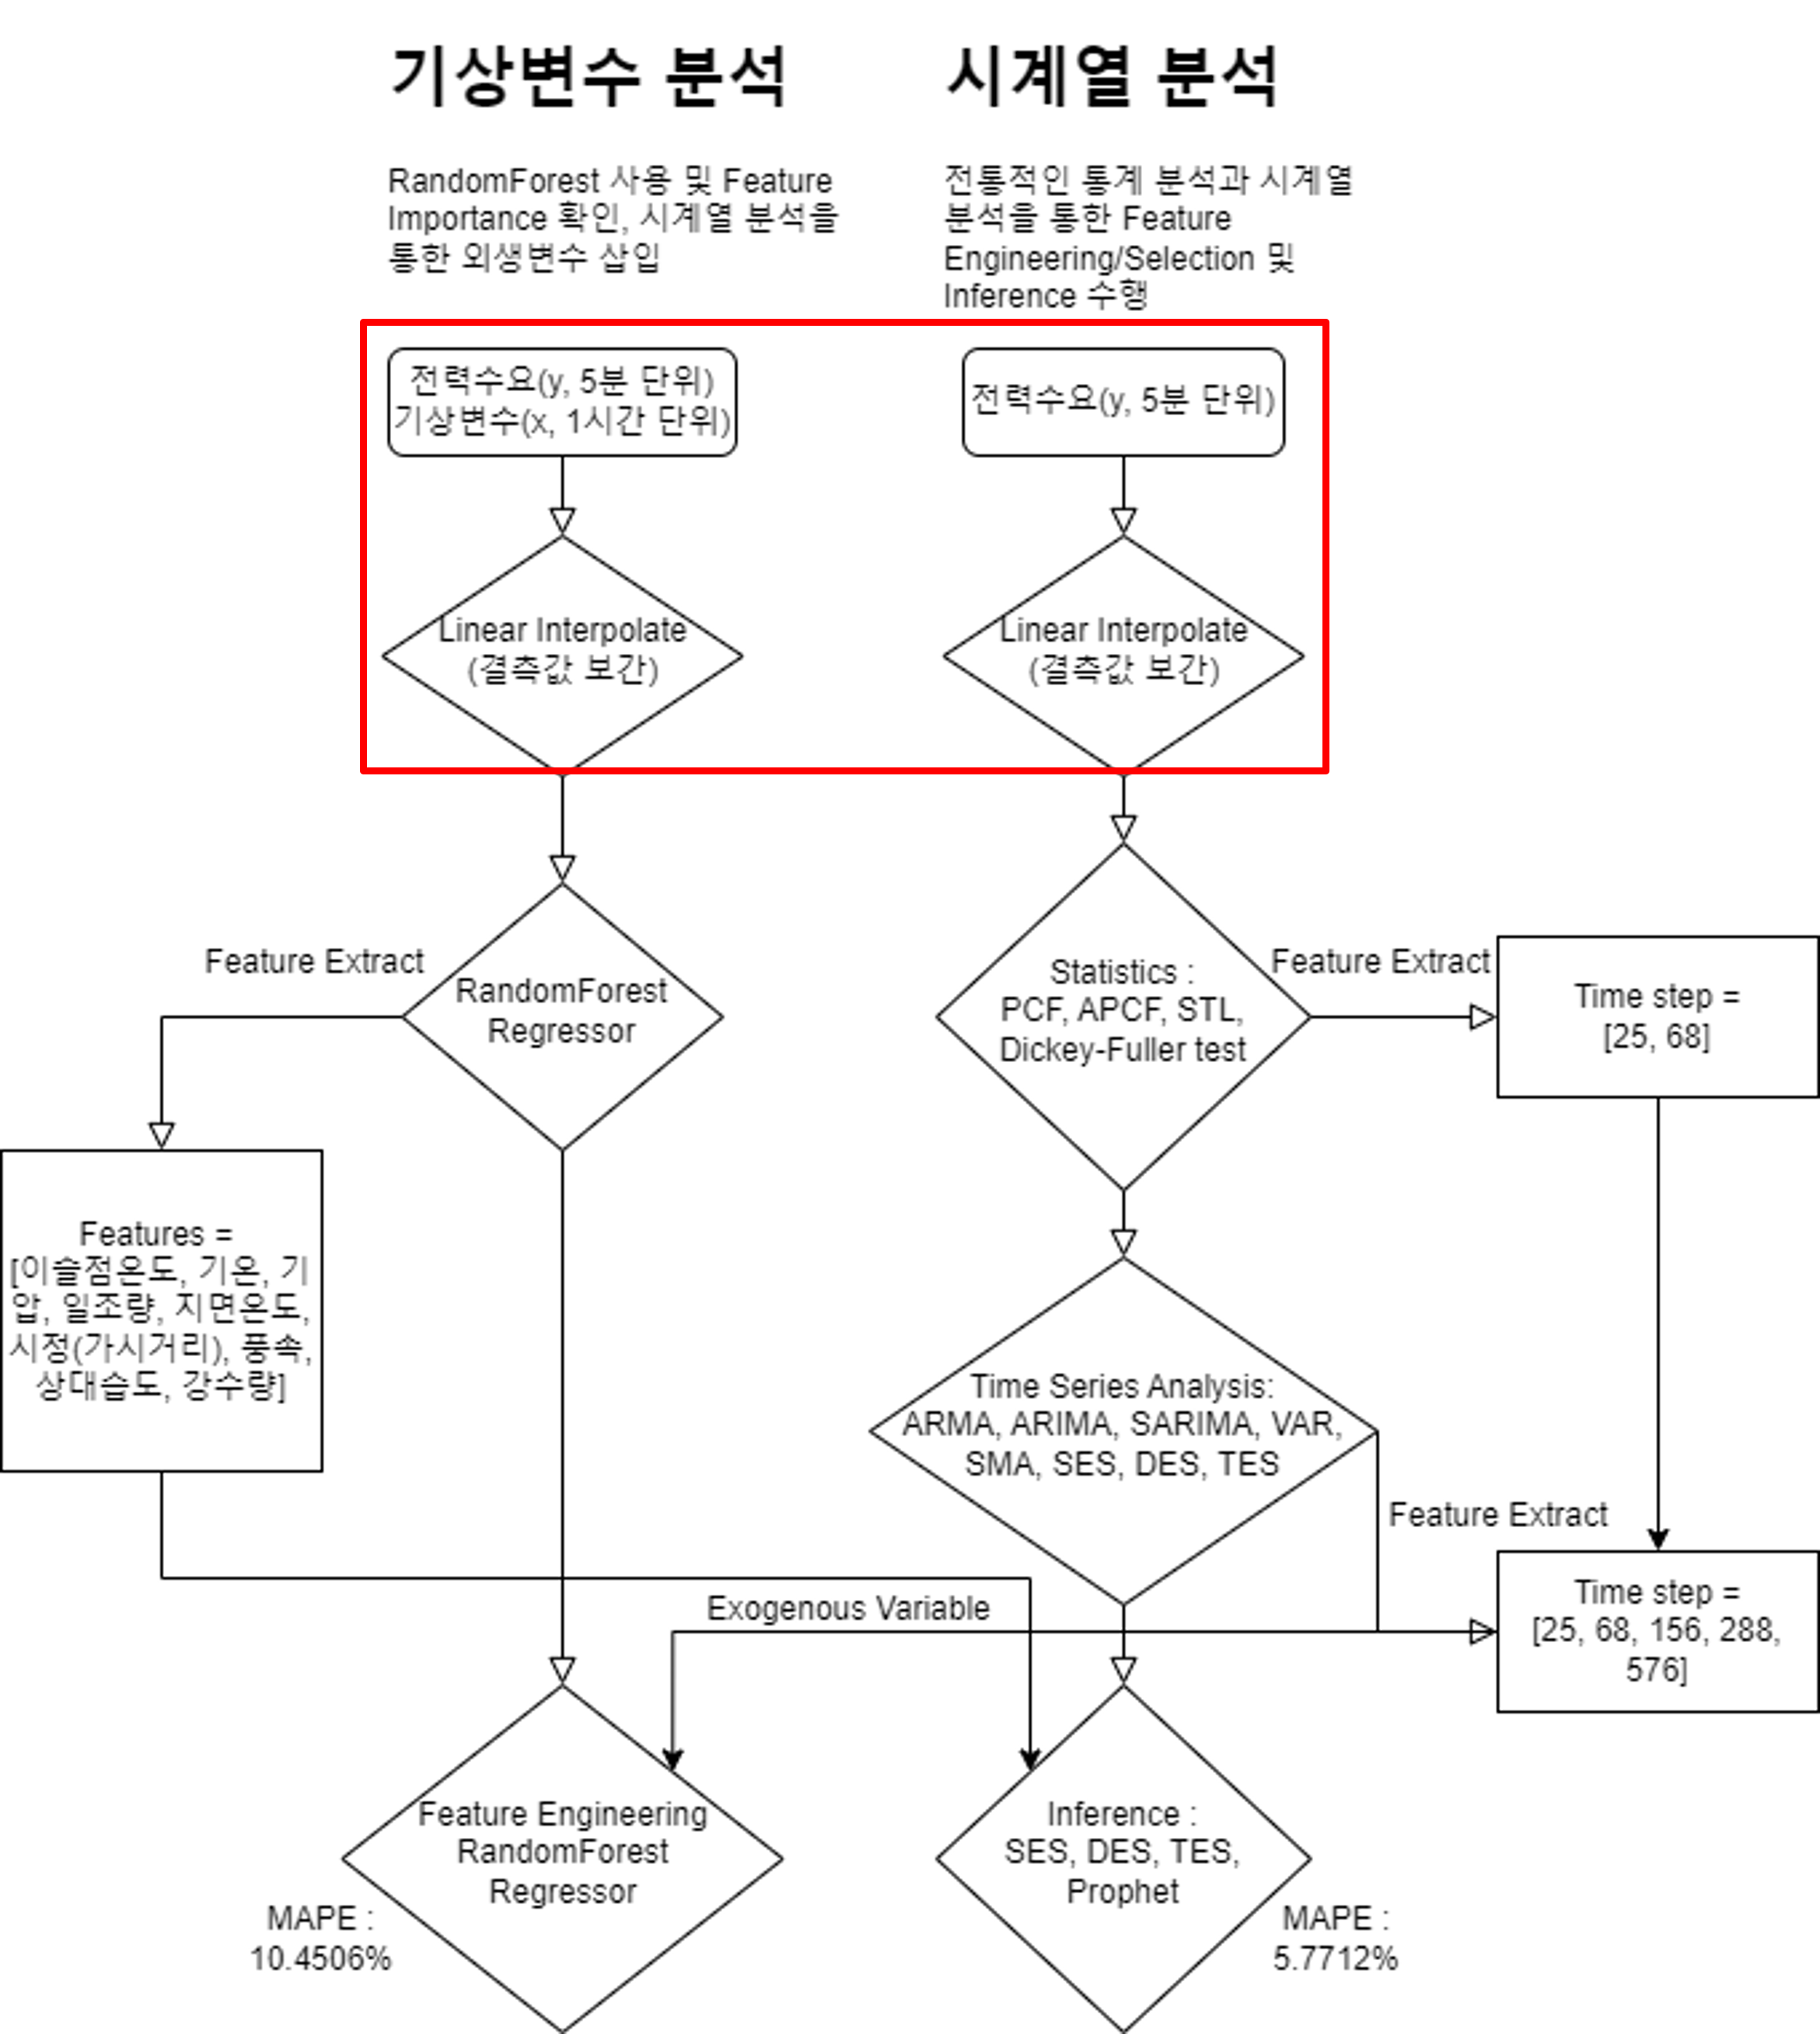 기상변수 분석
RandomForest 사용 및 Feature
Importance 확인, 시계열 분석을
통한 외생변수 삽입
시계열 분석
전통적인 통계 분석과 시계열
분석을 통한 Feature
Engineering/Selection 및
Inference 수행
전력수요(y, 5분 단위)
기상변수(x, 1시간 단위)
전력수요(y, 5분 단위)
Linear Interpolate
(결측값 보간)
Linear Interpolate
(결측값 보간)
Feature Extract
RandomForest
Regressor
Statistics :
PCF, APCF, STL,
Dickey-Fuller test
Feature Extract
Time step =
[25, 68]
Features =
[이슬점온도, 기온, 기
압, 일조량, 지면온도,
시정(가시거리), 풍속,
상대습도, 강수량]
Time Series Analysis:
ARMA, ARIMA, SARIMA, VAR,
SMA, SES, DES, TES
Feature Extract
Exogenous Variable
Time step =
[25, 68, 156, 288,
576]
Feature Engineering
RandomForest
Regressor
MAPE :
10.4506%
Inference :
SES, DES, TES,
Prophet
MAPE :
5.7712%